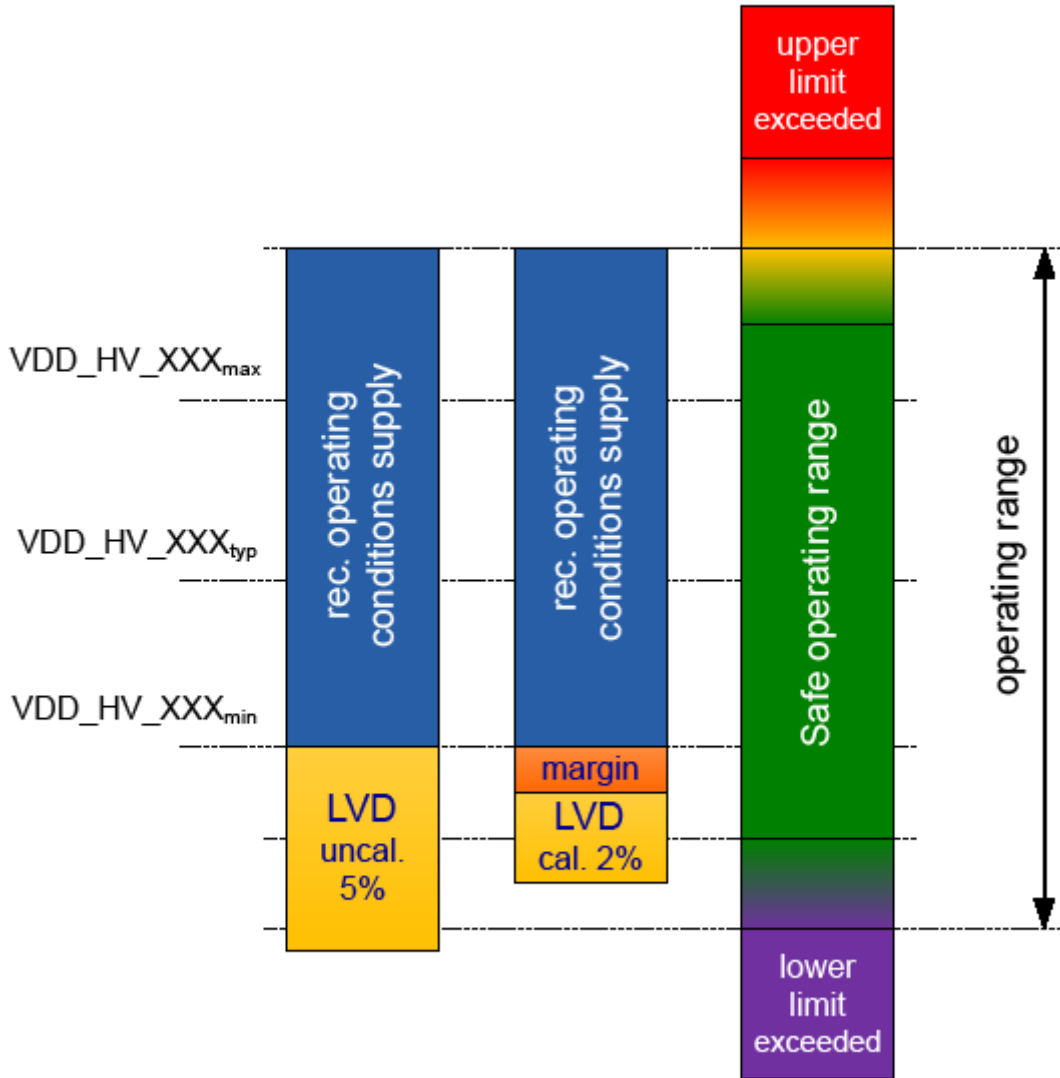 upper
limit
exceeded
VDD_HV_XXXmax
VDD_HV_XXXtyp
VDD_HV_XXXmin
rec. operating
conditions supply
LVD
uncal.
5%
rec. operating
conditions supply
margin
LVD
cal. 2%
Safe operating range
lower
limit
exceeded
operating range